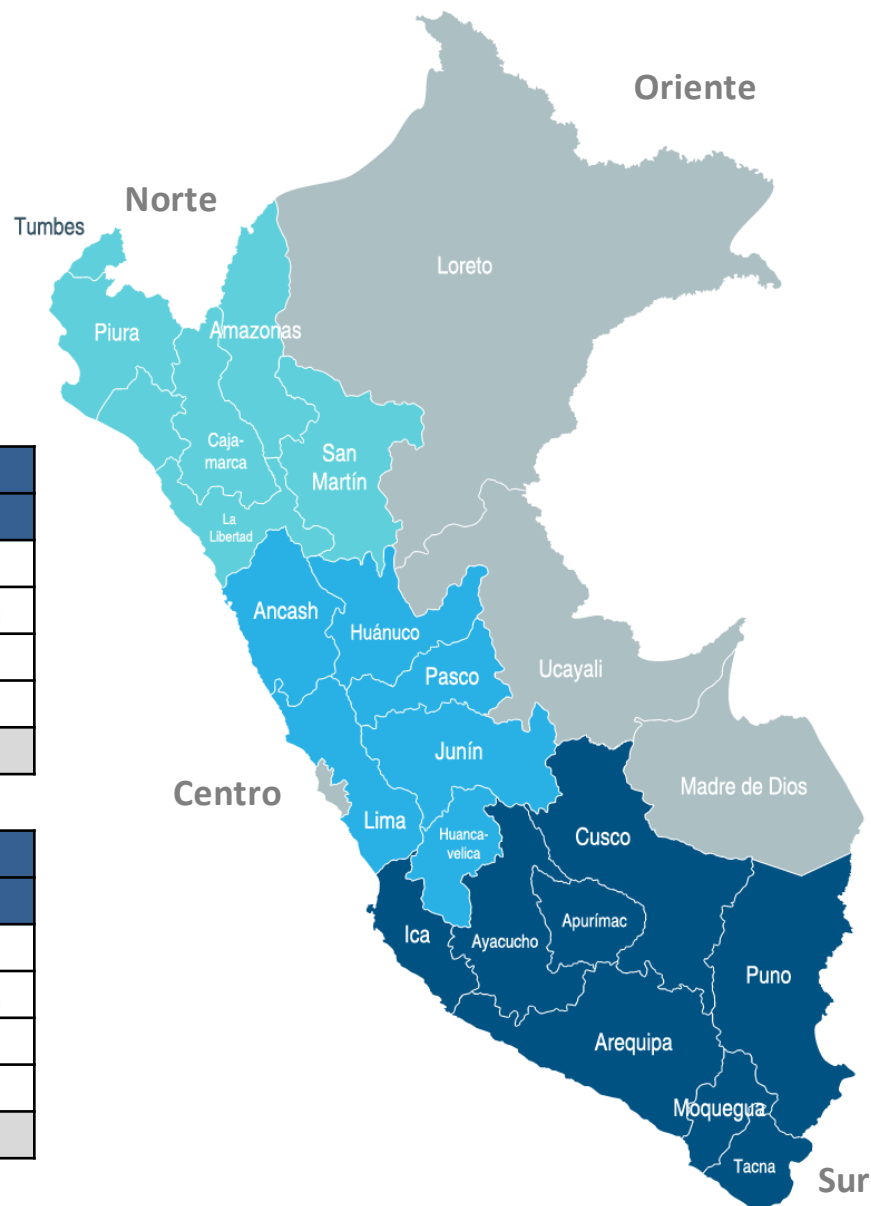 Oriente
Norte
Tumbes
Loreto
Piura
Amazonas
Caja-
marca
San
Martín
La
Libertad
Ancash
Huánuco
Pasco
Ucayali
Junín
Centro
Madre de Dios
Lima
Huanca-
velica
Cusco
Ica
Ayacucho
Apurímac
Puno
Arequipa
Moquegua
Tacna
Sur